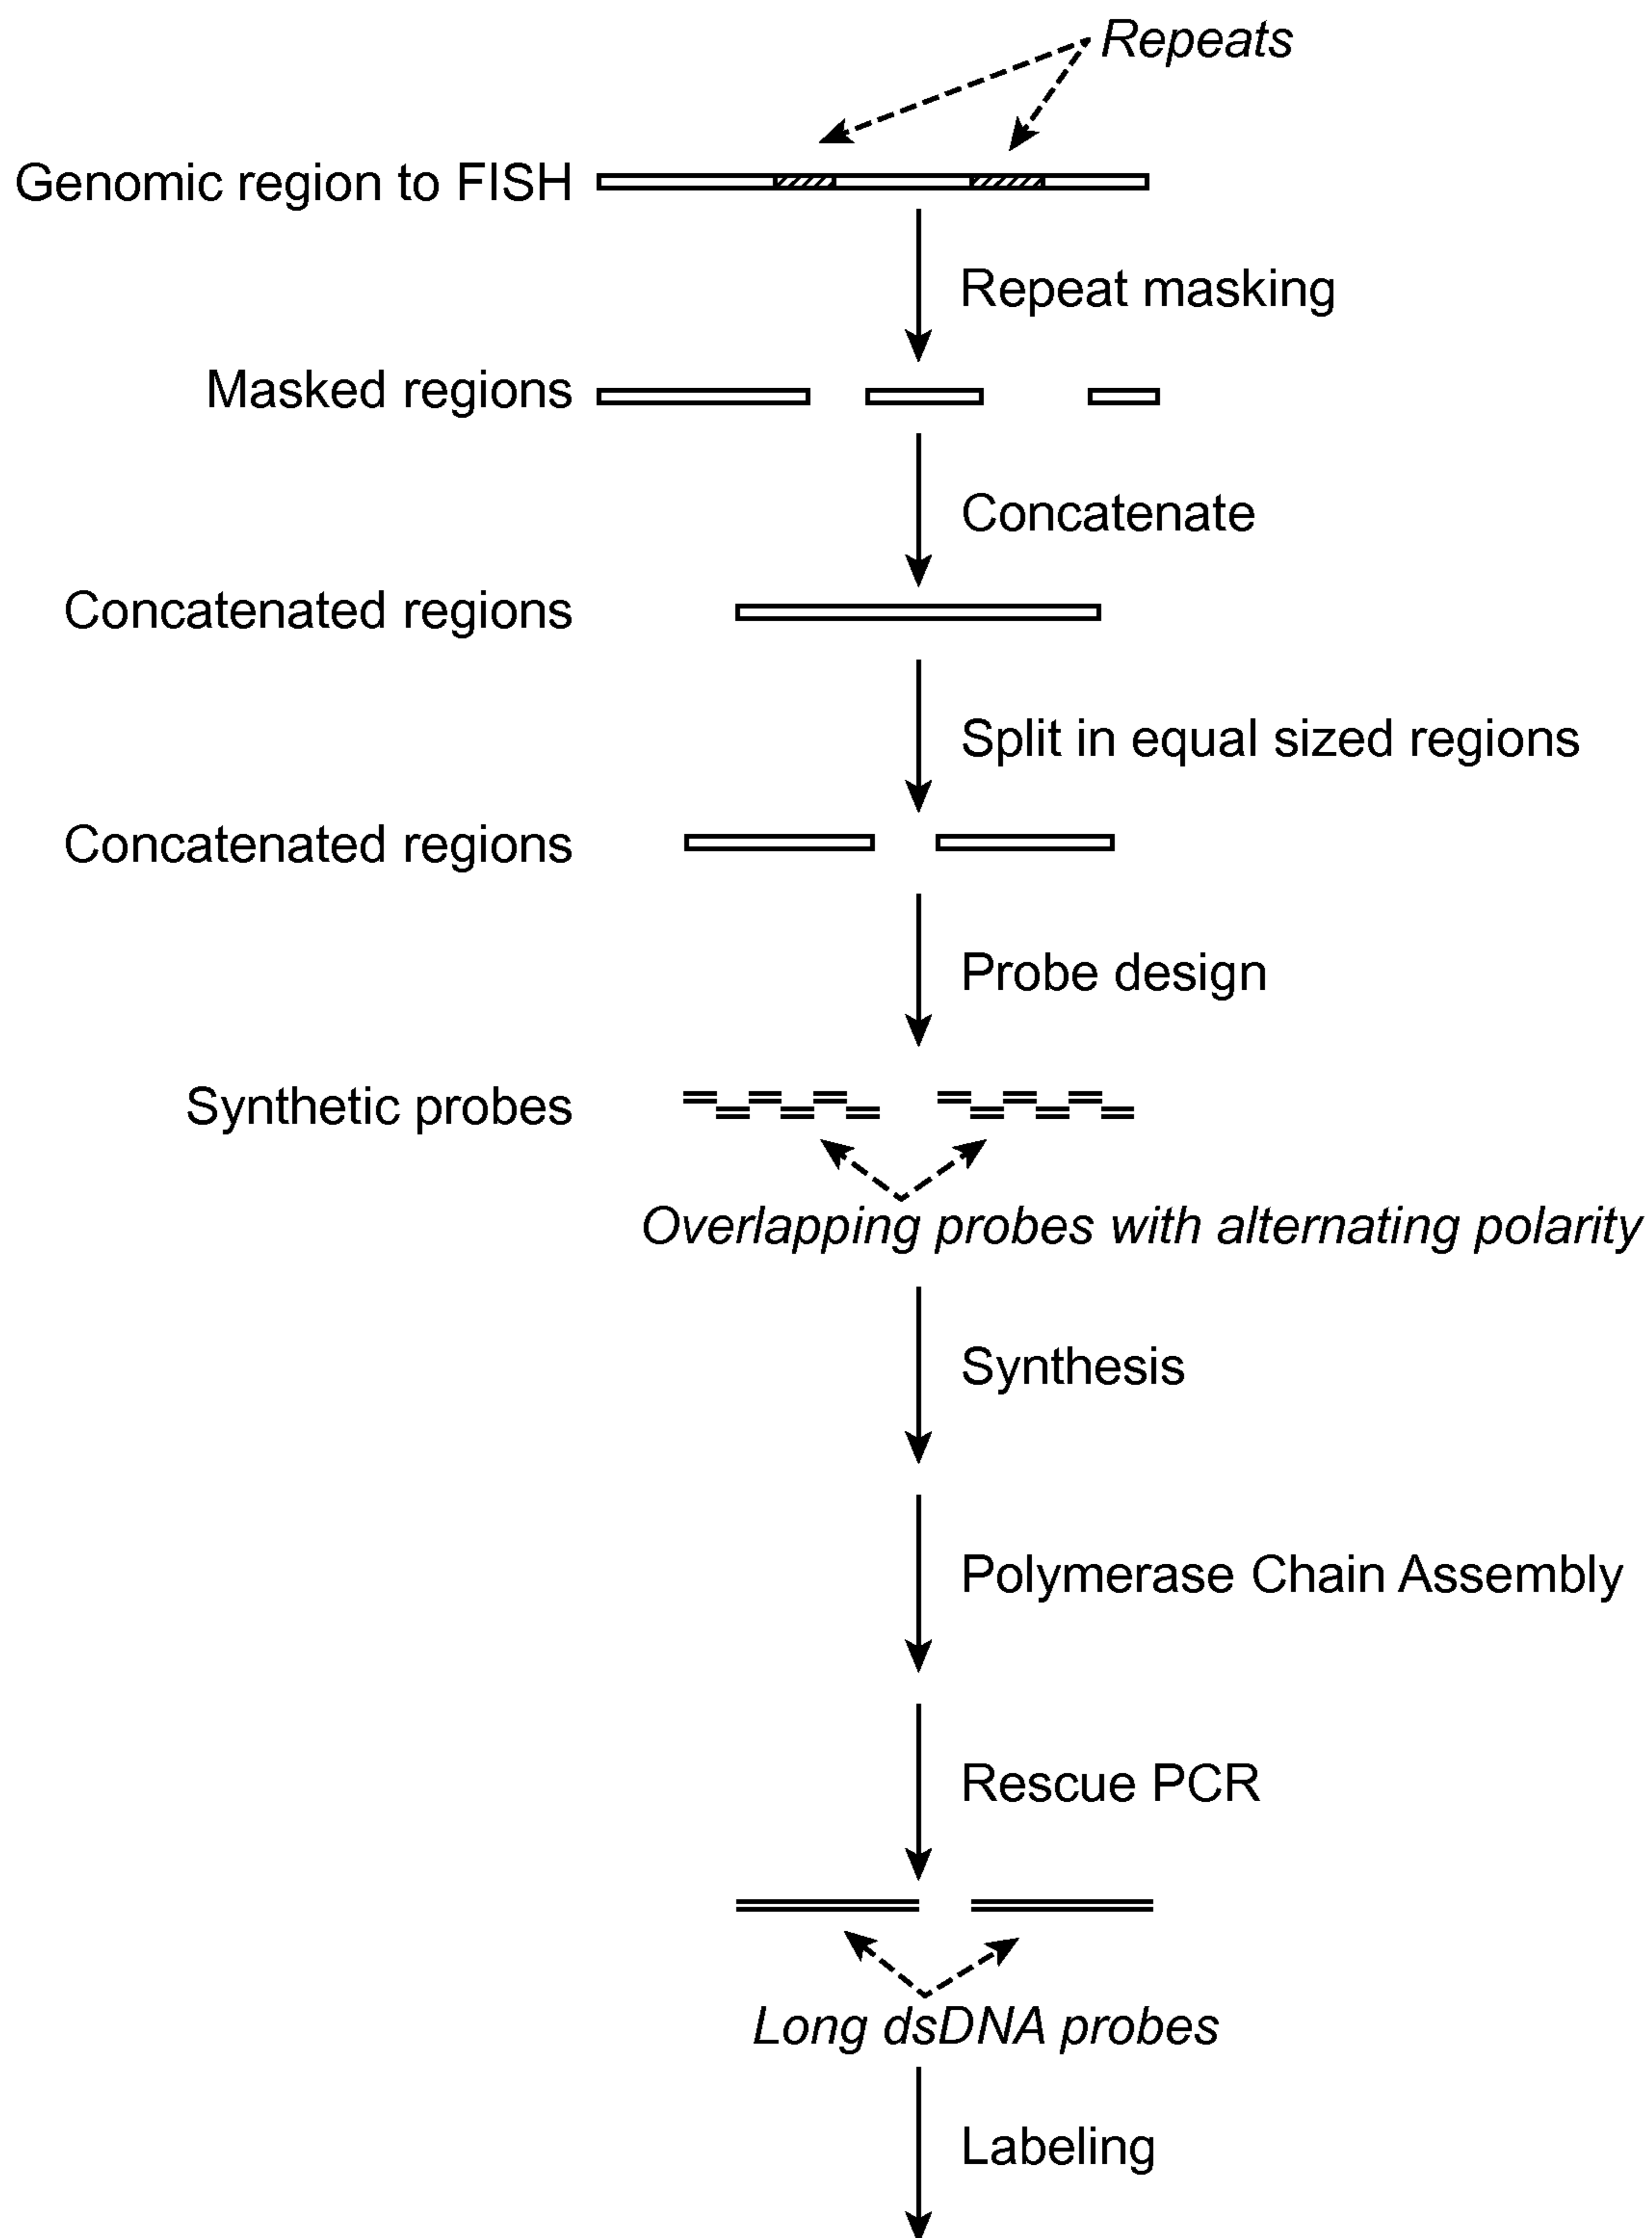 Repeats
Genomic region to FISH
Repeat masking
Masked regions
Concatenate
Concatenated regions
Split in equal sized regions
Concatenated regions
Probe design
Synthetic probes
Overlapping probes with alternating polarity
Synthesis
Polymerase Chain Assembly
Rescue PCR
Long dsDNA probes
Labeling